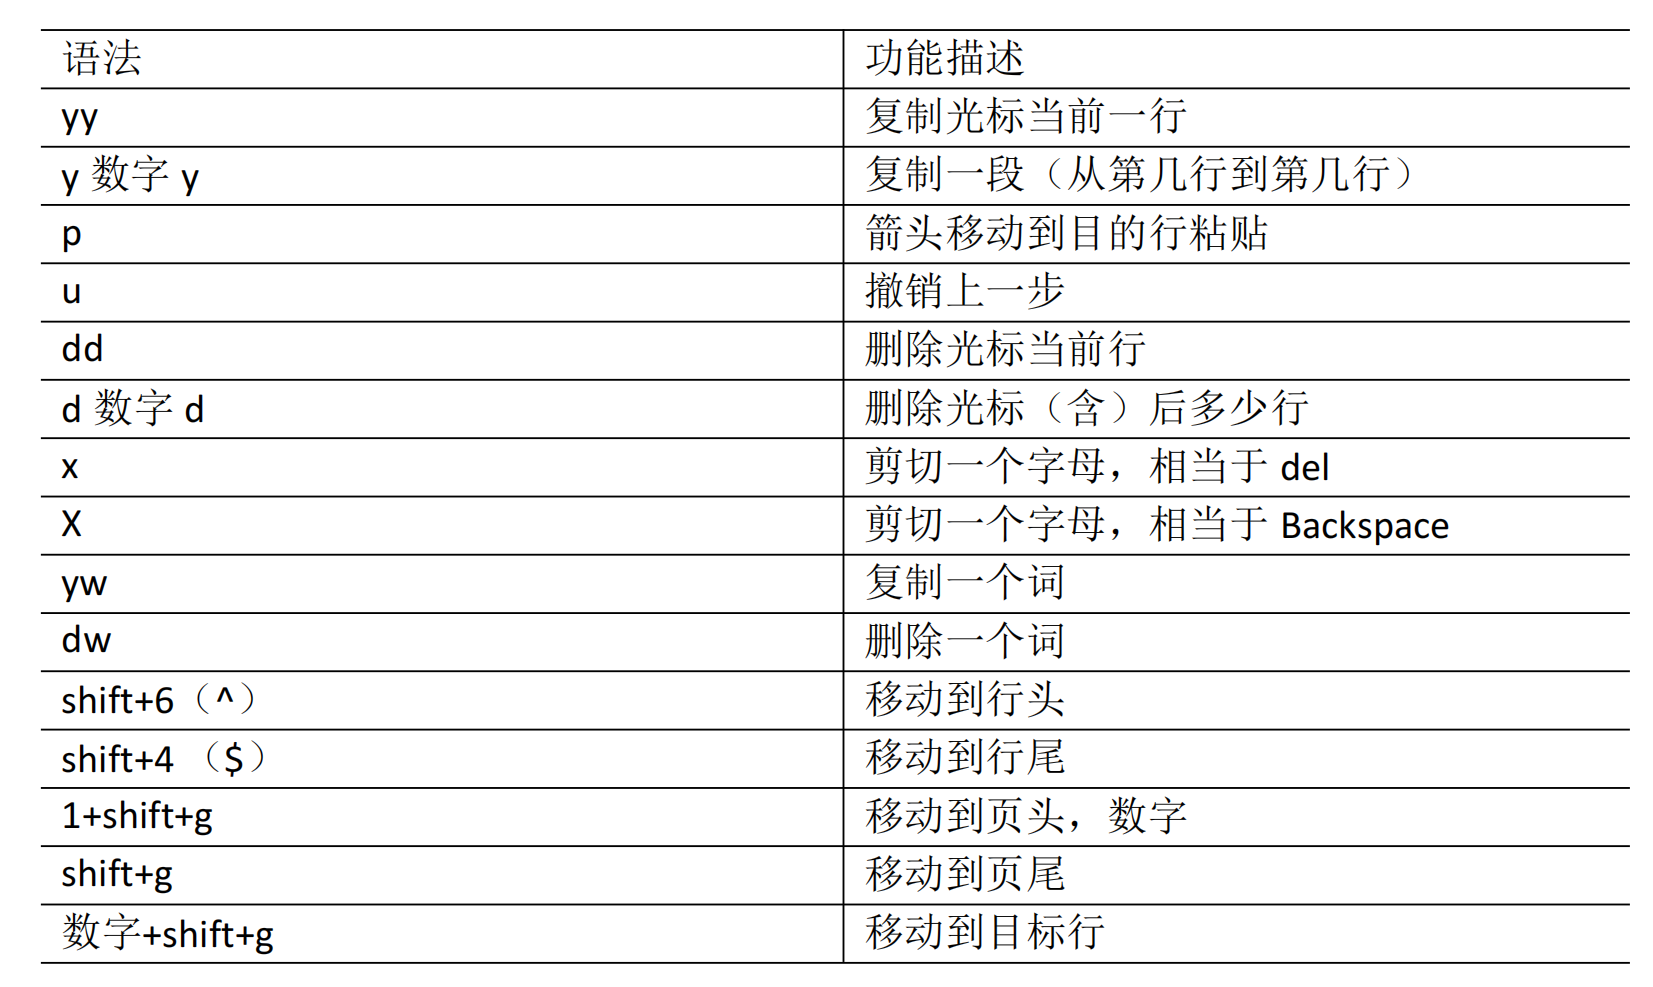 语法 功能描述
yy 复制光标当前一行
y 数字 y 复制一段（从第几行到第几行）
p 箭头移动到目的行粘贴
u 撤销上一步
dd 删除光标当前行
d 数字 d 删除光标（含）后多少行
x 剪切一个字母，相当于 del
X 剪切一个字母，相当于 Backspace
yw 复制一个词
dw 删除一个词
shift+6（^） 移动到行头
shift+4 （$） 移动到行尾
1+shift+g 移动到页头，数字
shift+g 移动到页尾
数字+shift+g 移动到目标行